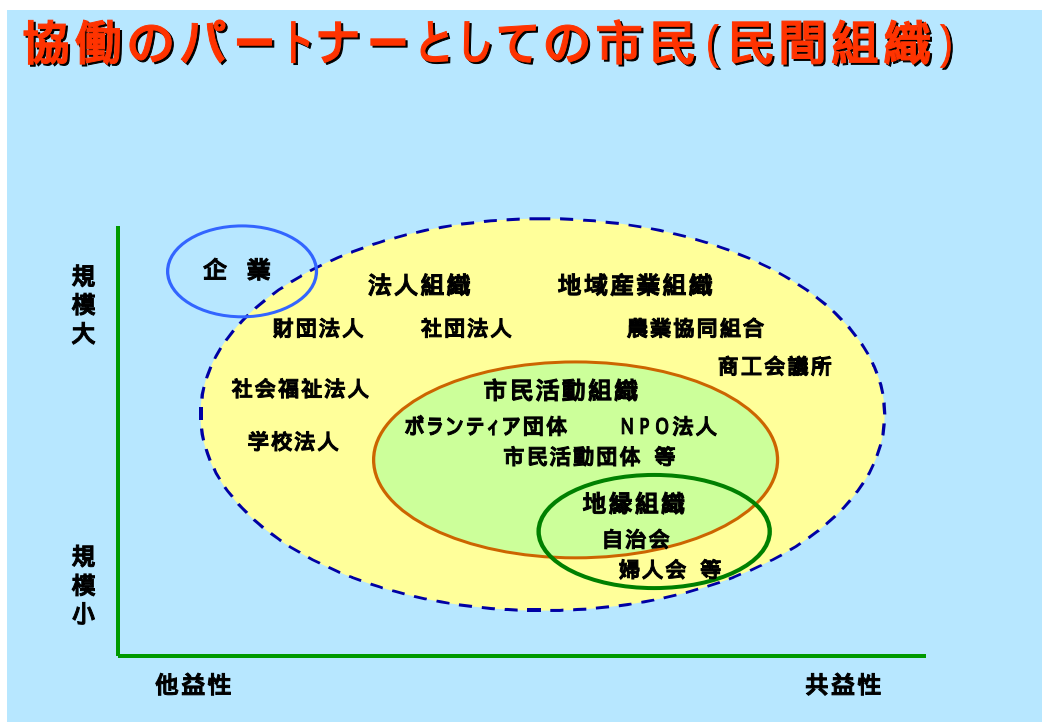 協働のパートナーとしての市民(民間組織)
規模大
企 業
法人組織
地域産業組織
財団法人
社団法人
農業協同組合
商工会議所
社会福祉法人
市民活動組織
学校法人
ボランティア団体
NPO法人
市民活動団体 等
地縁組織
自治会
婦人会 等
規模小
他益性
共益性